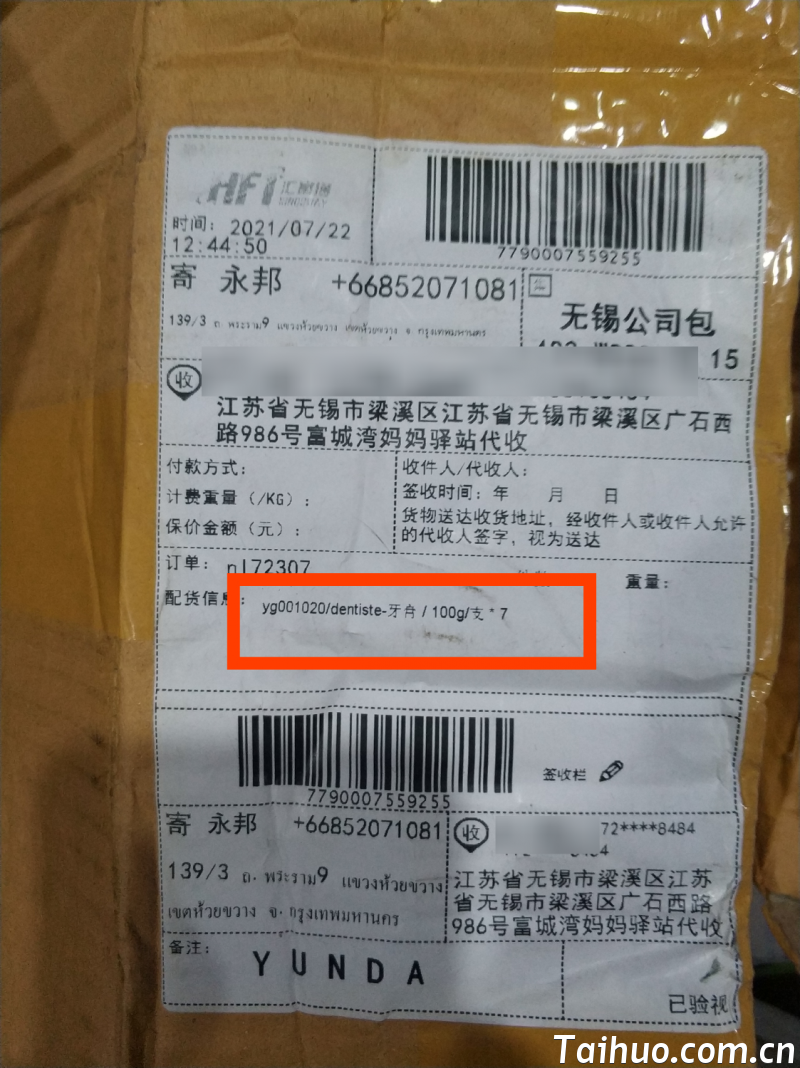 HFT 汇富通
时间: 2021/07/22
12:44:50
7790007559255
寄 永邦 +66852071081
139/3 ถ. พระราม9 แขวงห้วยขวาง เขตห้วยขวาง จ. กรุงเทพมหานคร
无锡公司包
15
收
江苏省无锡市梁溪区江苏省无锡市梁溪区广石西
路986号富城湾妈妈驿站代收
付款方式:
计费重量（/KG）:
保价金额（元）:
收件人/代收人:
签收时间: 年 月 日
货物送达收货地址，经收件人或收件人允许
的代收人签字，视为送达
订单: nl72307
重量:
配货信息:
yg001020/dentiste-牙膏 / 100g/支 * 7
7790007559255
签收栏
寄 永邦 +66852071081
139/3 ถ. พระราม9 แขวงห้วยขวาง
เขตห้วยขวาง จ. กรุงเทพมหานคร
收
72****8484
江苏省无锡市梁溪区江苏
省无锡市梁溪区广石西路
986号富城湾妈妈驿站代收
备注:
YUNDA
已验视
Taihuo.com.cn